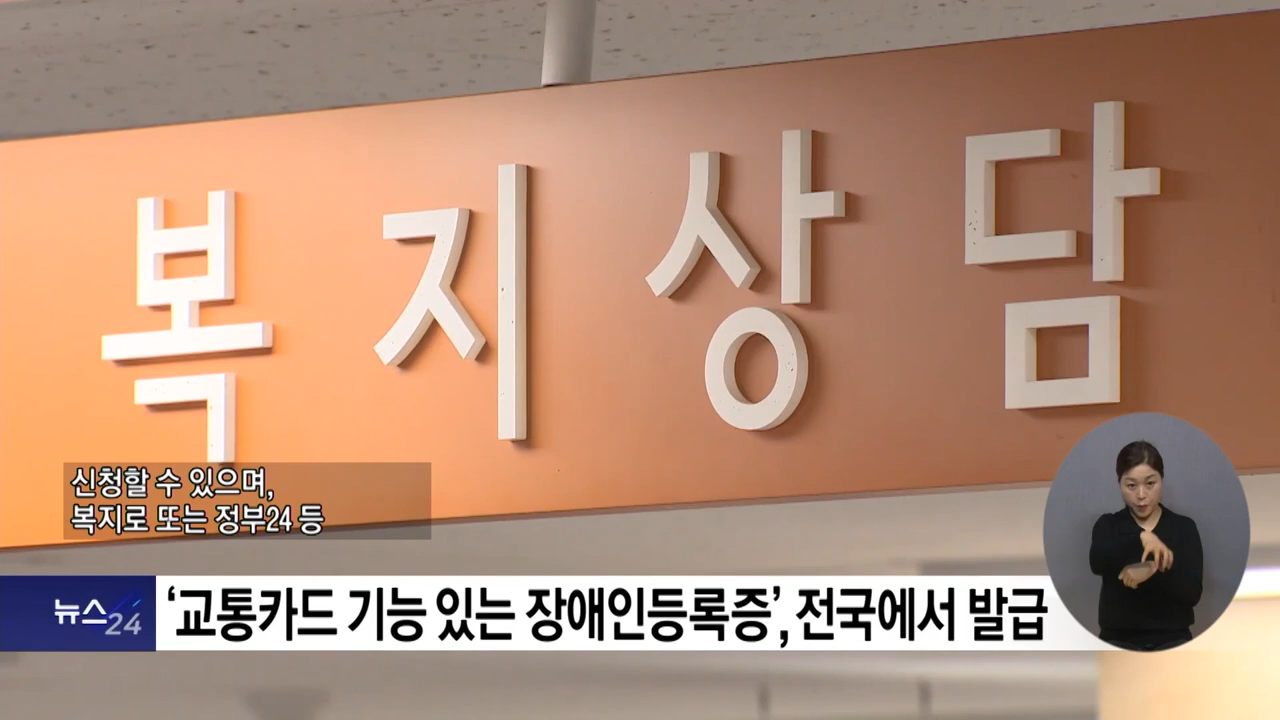 복지상담
신청할 수 있으며,
복지로 또는 정부24 등
뉴스24
‘교통카드 기능 있는 장애인등록증’, 전국에서 발급